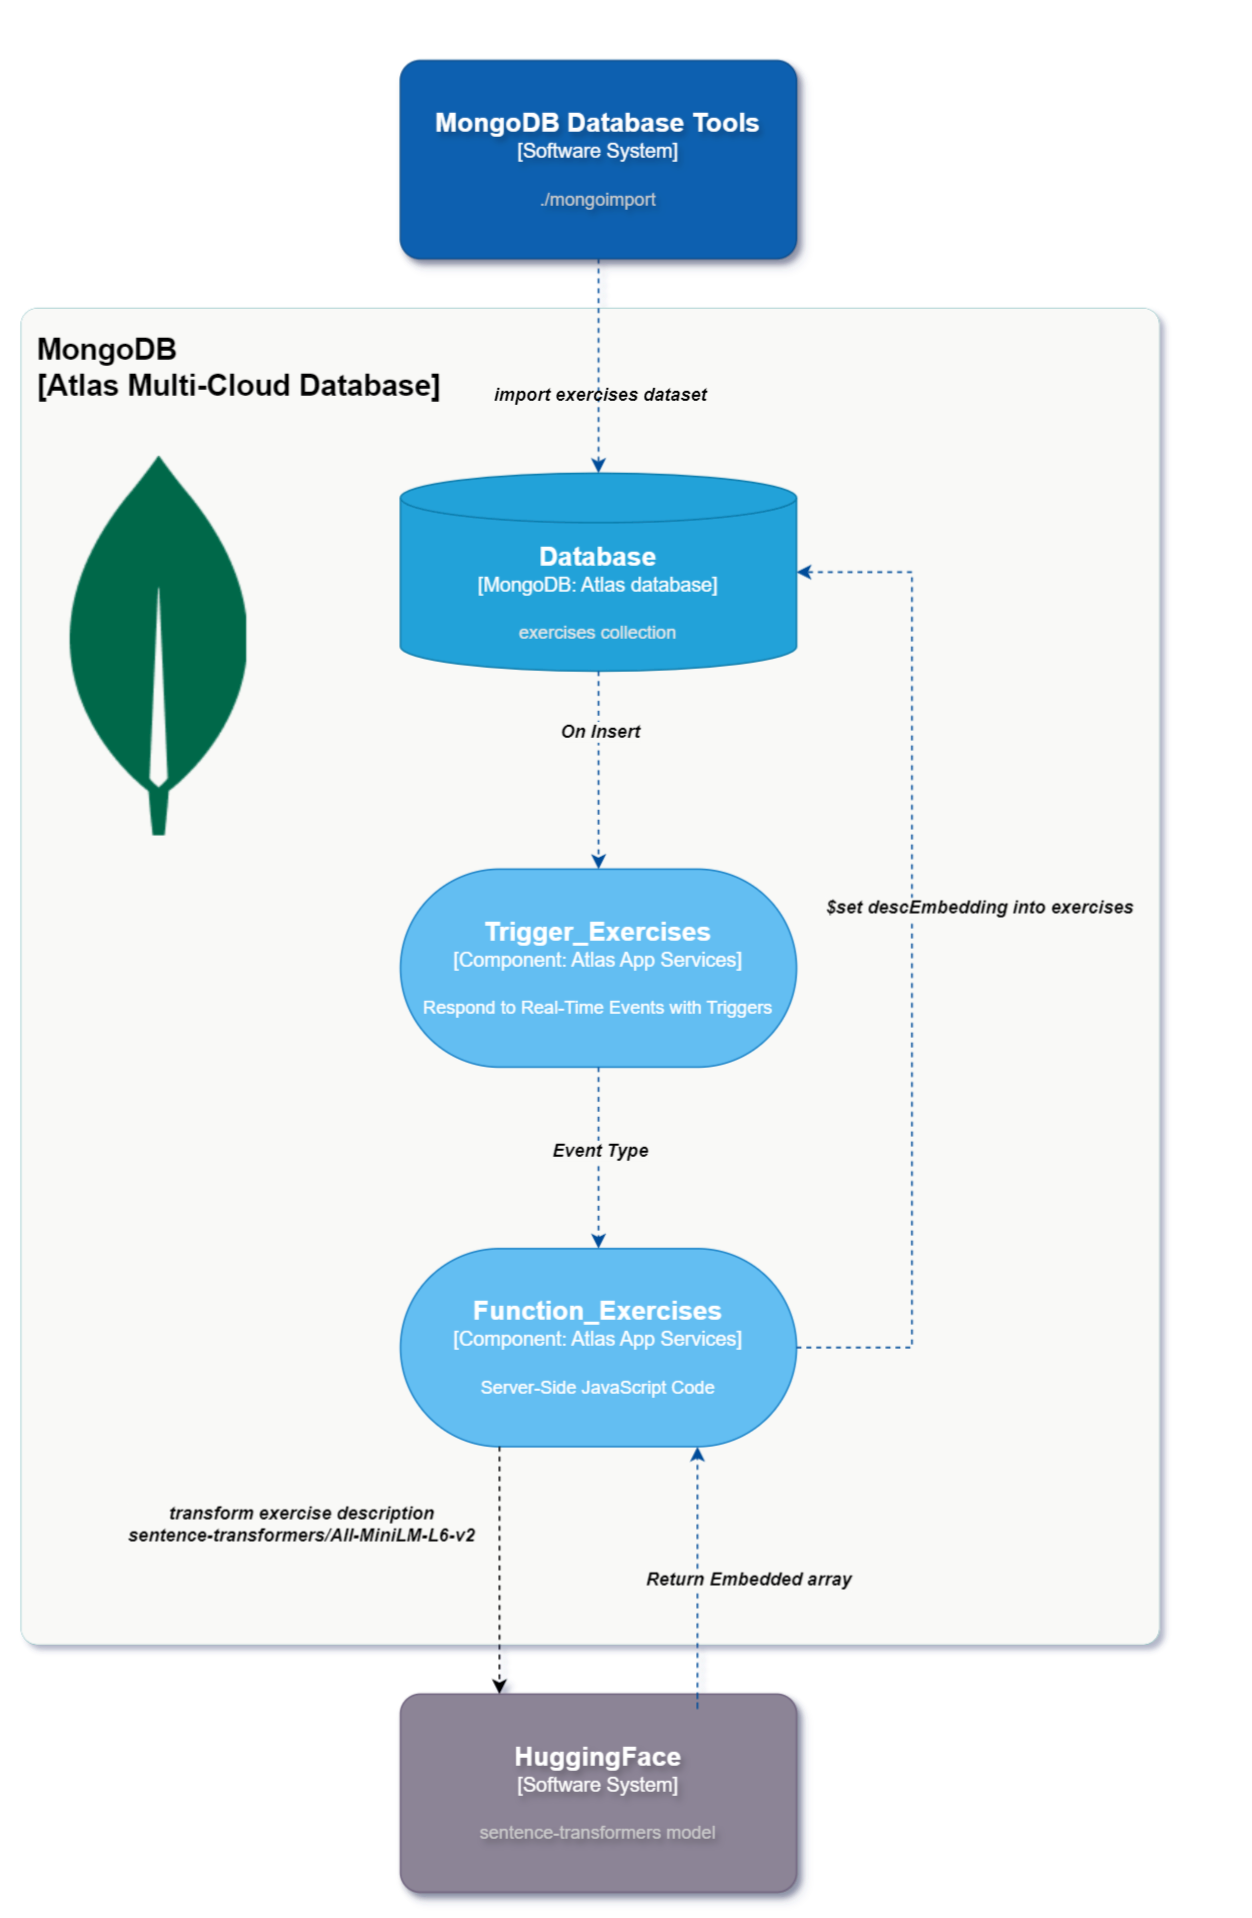 MongoDB Database Tools
[Software System]
./mongoimport
MongoDB
[Atlas Multi-Cloud Database]
import exercises dataset
Database
[MongoDB: Atlas database]
exercises collection
On Insert
Trigger_Exercises
[Component: Atlas App Services]
Respond to Real-Time Events with Triggers
$set descEmbedding into exercises
Event Type
Function_Exercises
[Component: Atlas App Services]
Server-Side JavaScript Code
transform exercise description
sentence-transformers/All-MiniLM-L6-v2
Return Embedded array
HuggingFace
[Software System]
sentence-transformers model